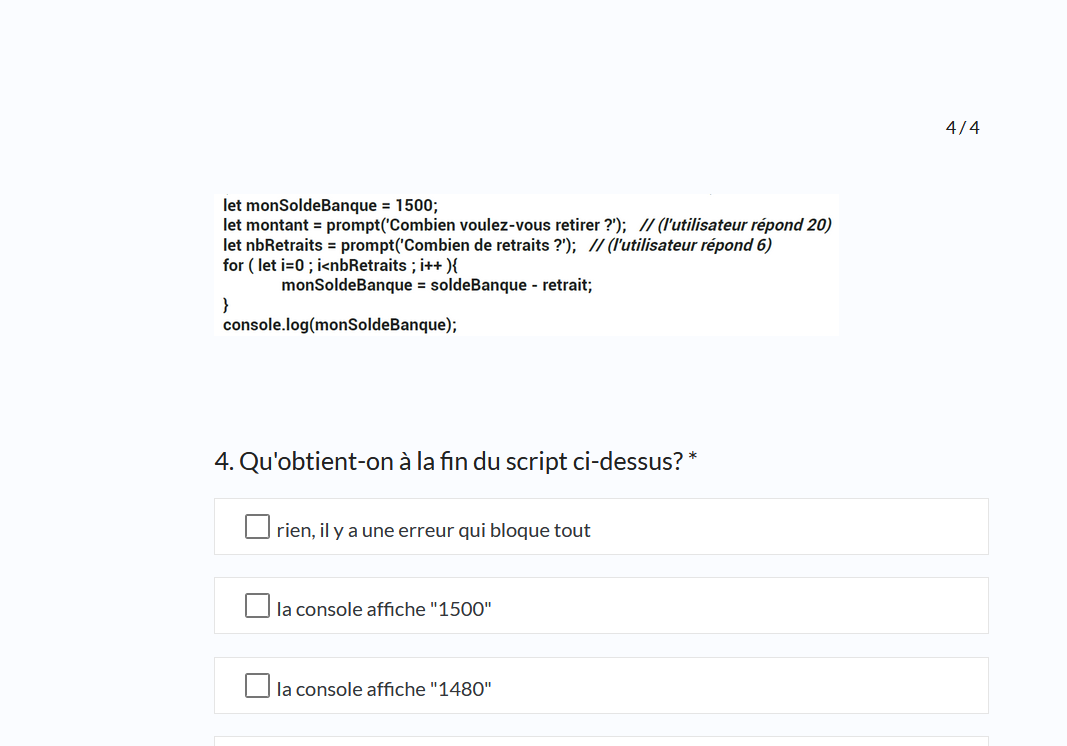 4 / 4
let monSoldeBanque = 1500;
let montant = prompt('Combien voulez-vous retirer ?'); // (l'utilisateur répond 20)
let nbRetraits = prompt('Combien de retraits ?'); // (l'utilisateur répond 6)
for ( let i=0 ; i<nbRetraits ; i++ ){
monSoldeBanque = soldeBanque - retrait;
}
console.log(monSoldeBanque);
4. Qu'obtient-on à la fin du script ci-dessus? *
rien, il y a une erreur qui bloque tout
la console affiche "1500"
la console affiche "1480"